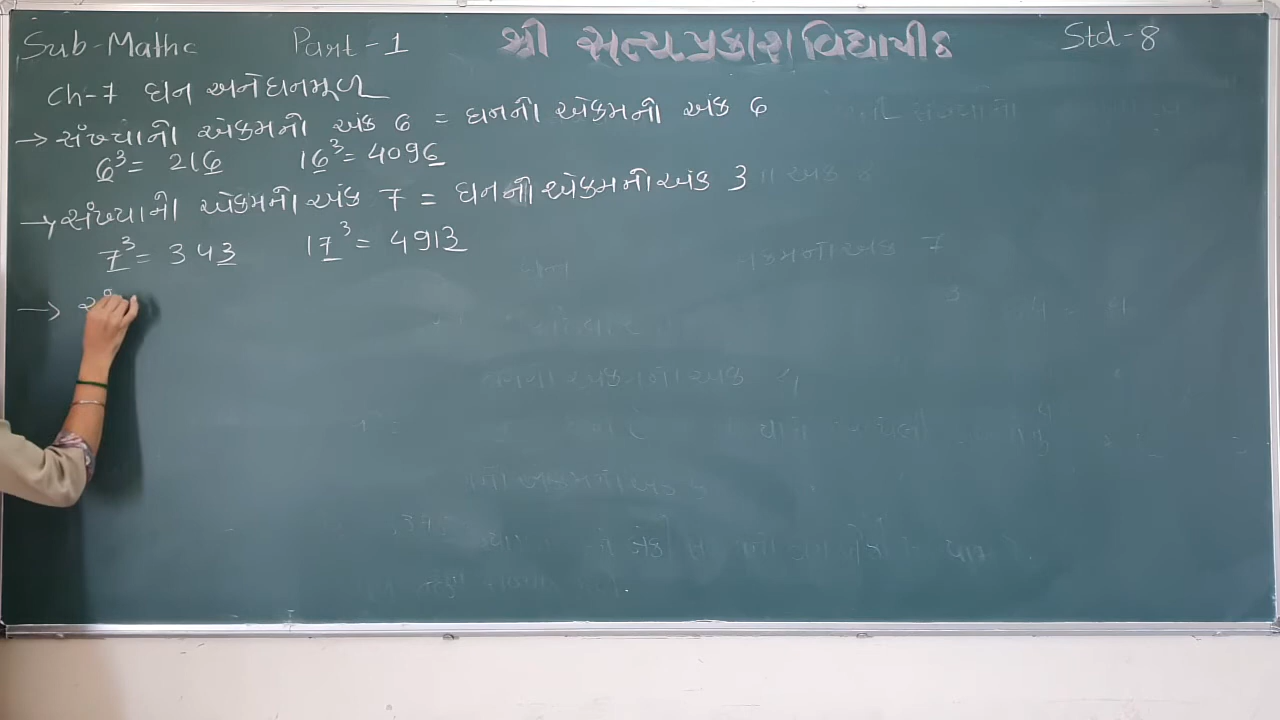 Sub-Maths Part-1 શ્રી સત્યપ્રકાશ વિદ્યાપીઠ Std-8
Ch-7 ઘન અને ઘનમૂળ
→ સંખ્યાનો એકમનો અંક 6 = ઘનનો એકમનો અંક 6
6³ = 216 16³ = 4096
→ સંખ્યાનો એકમનો અંક 7 = ઘનનો એકમનો અંક 3
7³ = 343 17³ = 4913
→